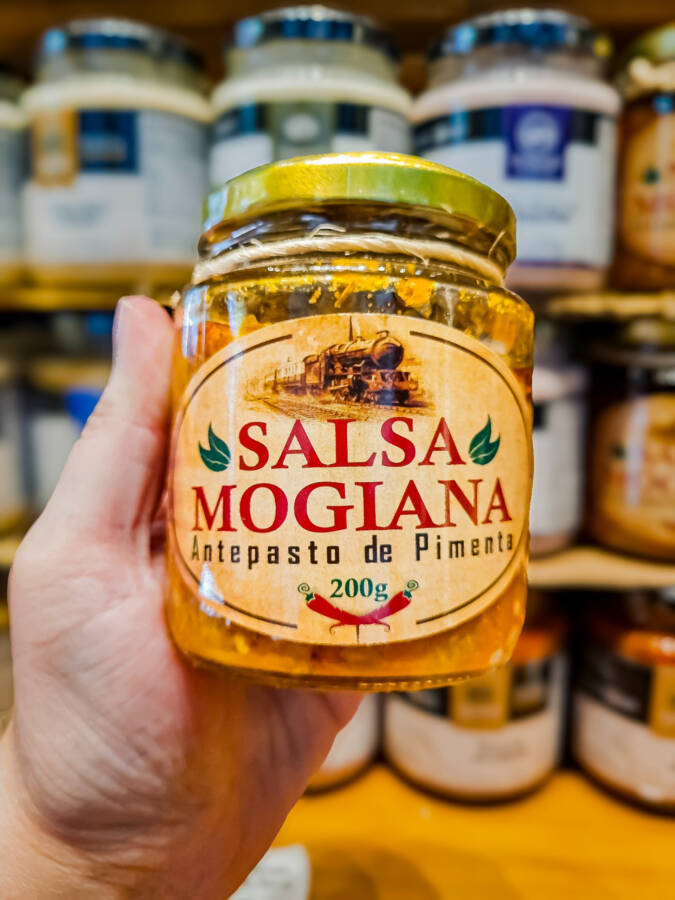 SALSA
MOGIANA
Antepasto de Pimenta
200g